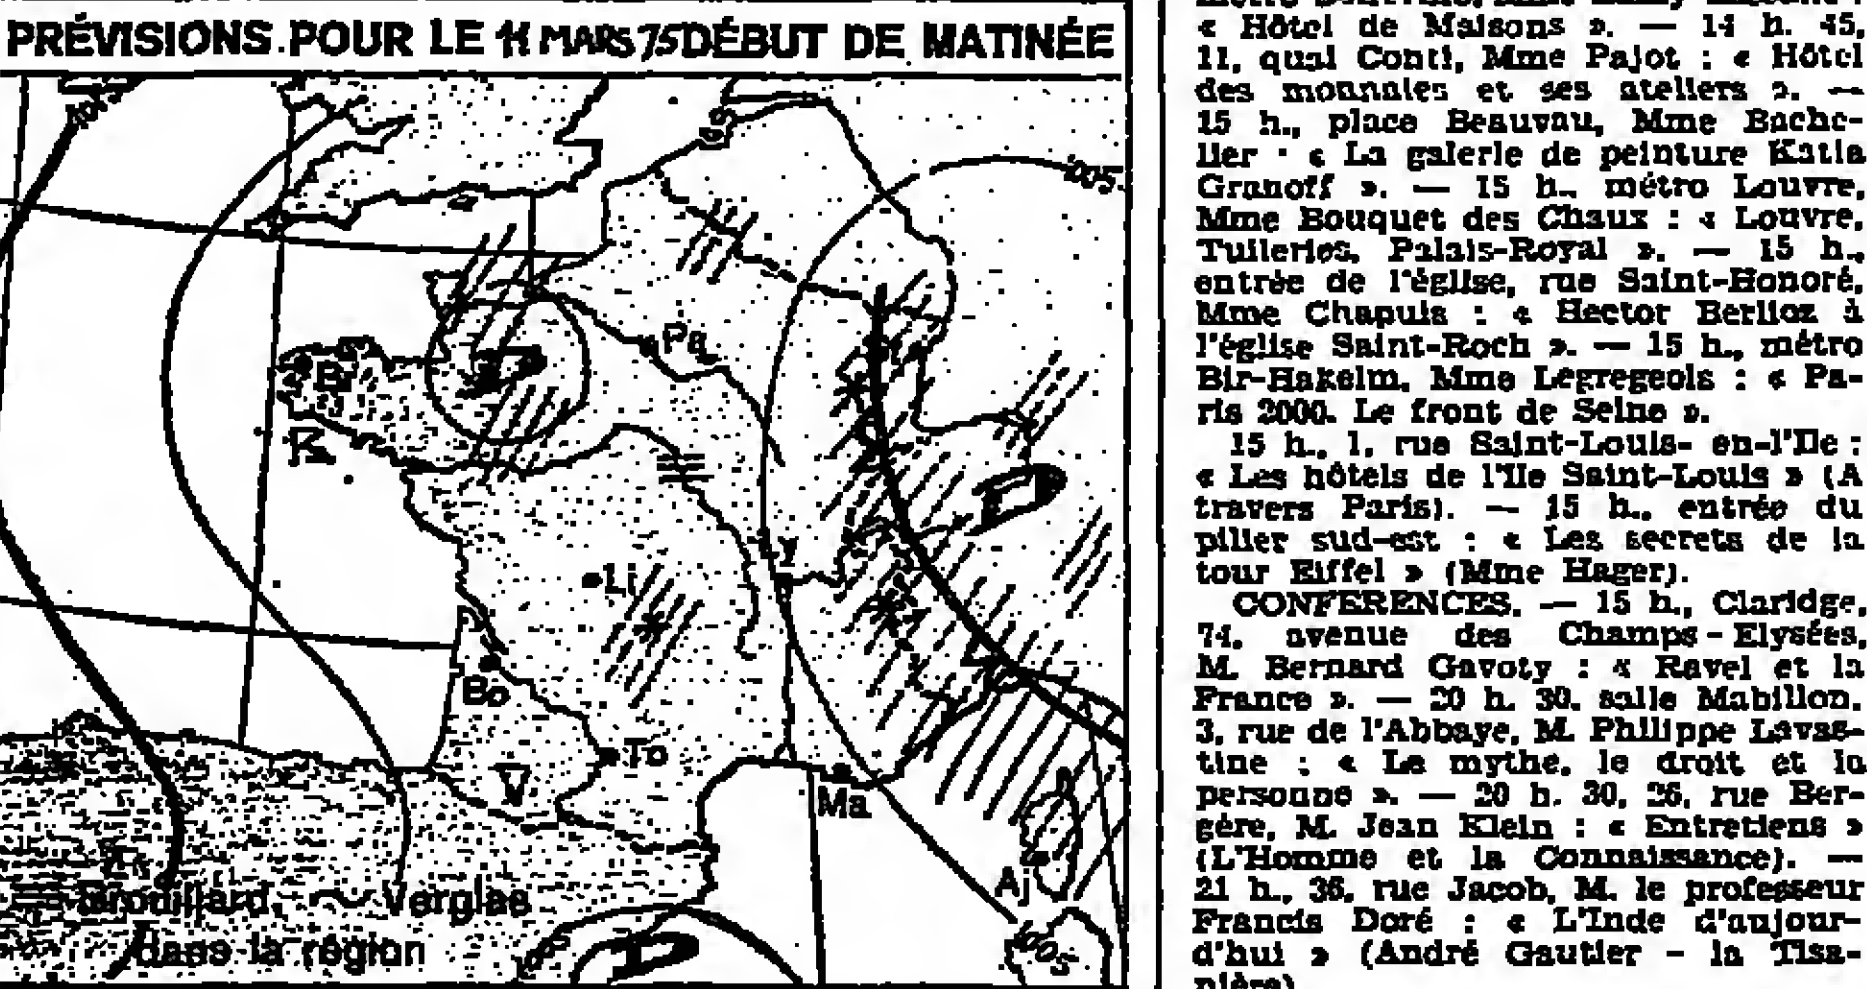 PRÉVISIONS POUR LE 11 MARS 75 DÉBUT DE MATINÉE
1005
Pa
B
D
St
R
D
Ly
Li
Bo
To
V
Ma
Aj
Brouillard ~ Verglas
dans la région
1005
D
1005
« Hôtel de Maisons ». — 14 h. 45,
11, quai Conti, Mme Pajot : « Hôtel
des monnaies et ses ateliers ». —
15 h., place Beauvau, Mme Bache-
lier : « La galerie de peinture Katia
Granoff ». — 15 h., métro Louvre,
Mme Bouquet des Chaux : « Louvre,
Tuileries, Palais-Royal ». — 15 h.,
entrée de l'église, rue Saint-Honoré,
Mme Chapuis : « Hector Berlioz à
l'église Saint-Roch ». — 15 h., métro
Bir-Hakeim, Mme Legregeois : « Pa-
ris 2000. Le front de Seine ».
15 h., 1, rue Saint-Louis- en-l'Ile :
« Les hôtels de l'Ile Saint-Louis » (A
travers Paris). — 15 h., entrée du
pilier sud-est : « Les secrets de la
tour Eiffel » (Mme Hager).
CONFERENCES. — 15 h., Claridge,
74, avenue des Champs-Elysées,
M. Bernard Gavoty : « Ravel et la
France ». — 20 h. 30, salle Mabillon,
3, rue de l'Abbaye, M. Philippe Lavas-
tine : « Le mythe, le droit et la
personne ». — 20 h. 30, 26, rue Ber-
gère, M. Jean Klein : « Entretiens »
(L'Homme et la Connaissance). —
21 h., 36, rue Jacob, M. le professeur
Francis Doré : « L'Inde d'aujour-
d'hui » (André Gautier - la Tisa-
nière).